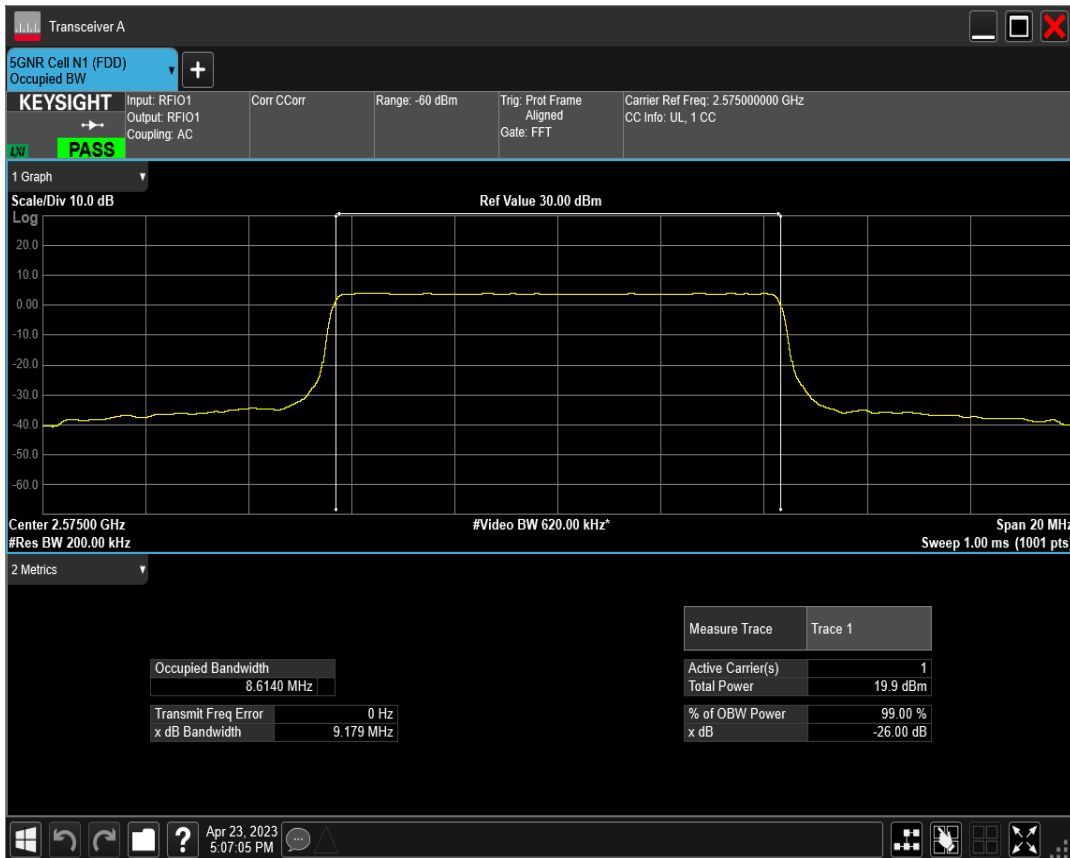 Transceiver A
5GNR Cell N1 (FDD)
Occupied BW
KEYSIGHT
LXI
PASS
Input: RFIO1
Output: RFIO1
Coupling: AC
Corr CCorr
Range: -60 dBm
Trig: Prot Frame
Aligned
Gate: FFT
Carrier Ref Freq: 2.575000000 GHz
CC Info: UL, 1 CC
1 Graph
Scale/Div 10.0 dB
Ref Value 30.00 dBm
Log
20.0
10.0
0.00
-10.0
-20.0
-30.0
-40.0
-50.0
-60.0
Center 2.57500 GHz
#Video BW 620.00 kHz*
Span 20 MHz
#Res BW 200.00 kHz
Sweep 1.00 ms (1001 pts)
2 Metrics
Measure Trace Trace 1
Occupied Bandwidth
8.6140 MHz
Active Carrier(s) 1
Total Power 19.9 dBm
Transmit Freq Error 0 Hz
x dB Bandwidth 9.179 MHz
% of OBW Power 99.00 %
x dB -26.00 dB
?
Apr 23, 2023
5:07:05 PM